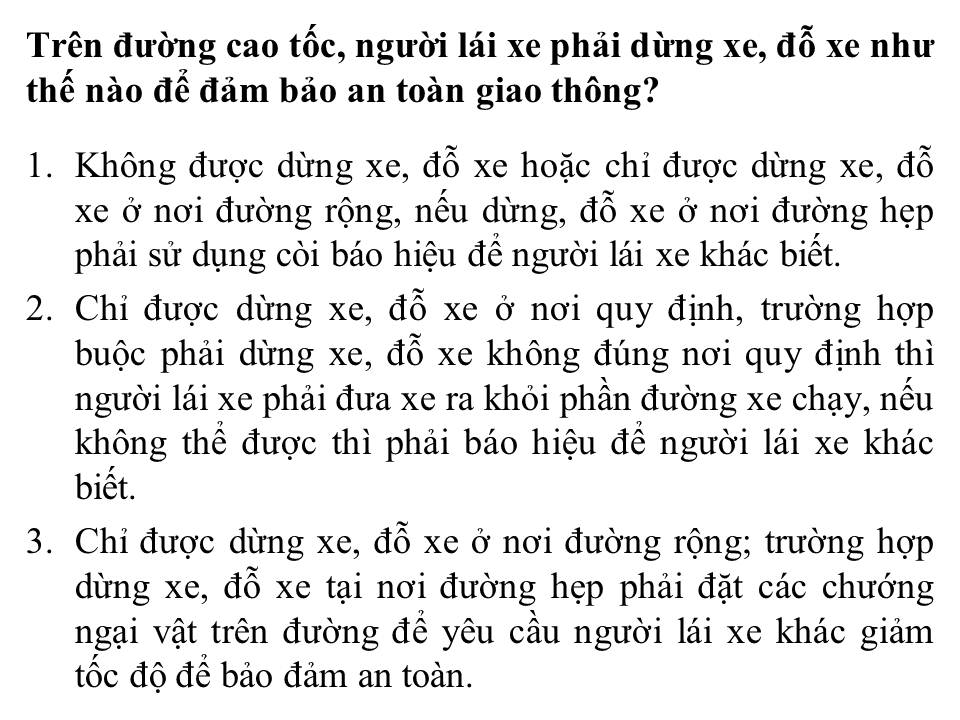 Trên đường cao tốc, người lái xe phải dừng xe, đỗ xe như
thế nào để đảm bảo an toàn giao thông?
1. Không được dừng xe, đỗ xe hoặc chỉ được dừng xe, đỗ
xe ở nơi đường rộng, nếu dừng, đỗ xe ở nơi đường hẹp
phải sử dụng còi báo hiệu để người lái xe khác biết.
2. Chỉ được dừng xe, đỗ xe ở nơi quy định, trường hợp
buộc phải dừng xe, đỗ xe không đúng nơi quy định thì
người lái xe phải đưa xe ra khỏi phần đường xe chạy, nếu
không thể được thì phải báo hiệu để người lái xe khác
biết.
3. Chỉ được dừng xe, đỗ xe ở nơi đường rộng; trường hợp
dừng xe, đỗ xe tại nơi đường hẹp phải đặt các chướng
ngại vật trên đường để yêu cầu người lái xe khác giảm
tốc độ để bảo đảm an toàn.